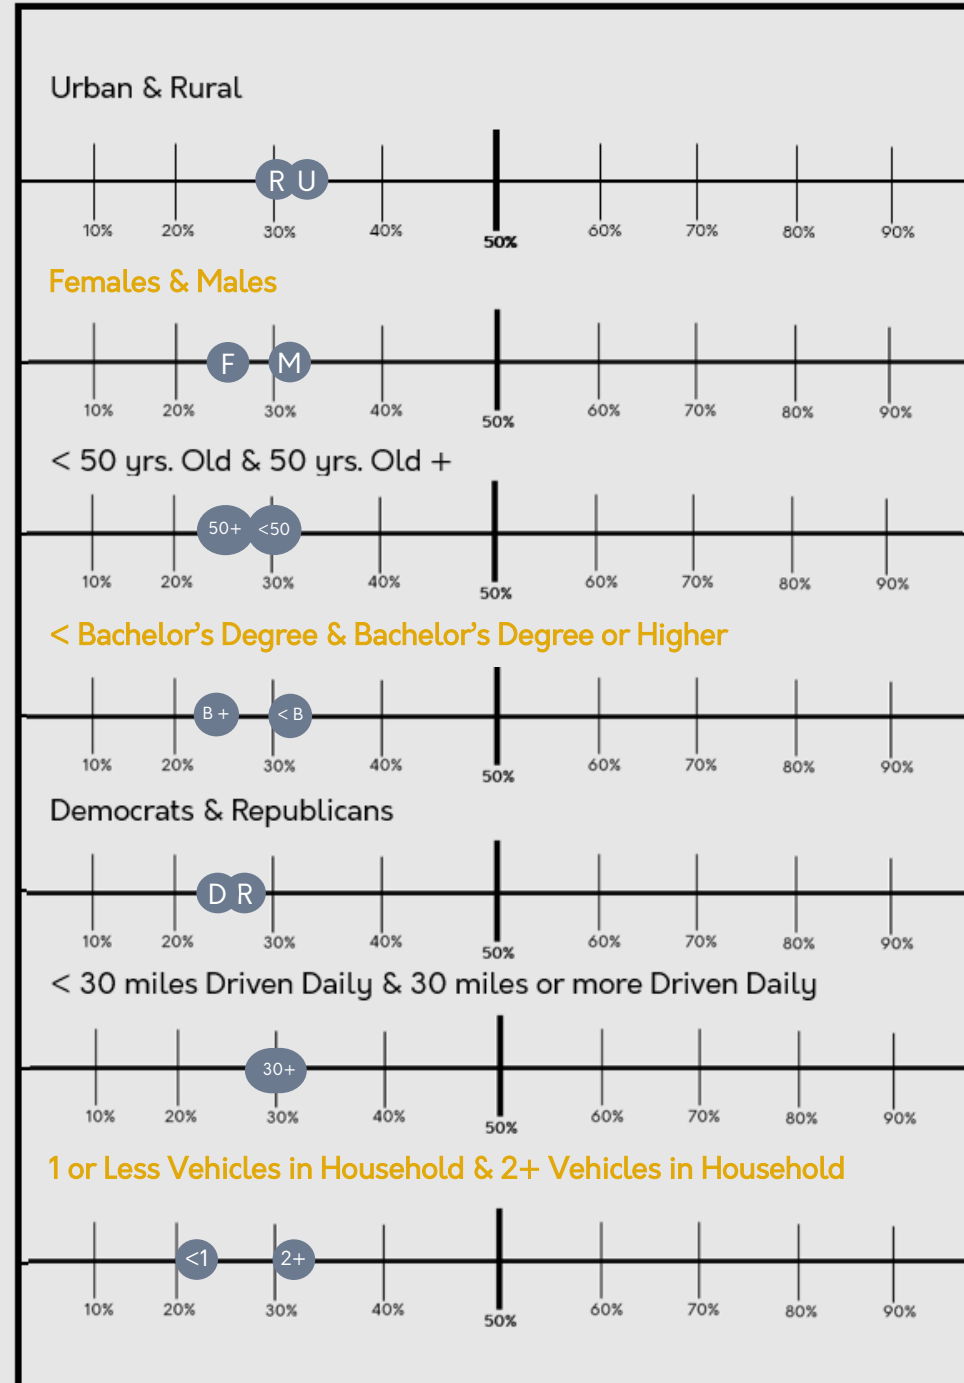 Urban & Rural
R U
10% 20% 30% 40% 50% 60% 70% 80% 90%
Females & Males
F M
10% 20% 30% 40% 50% 60% 70% 80% 90%
< 50 yrs. Old & 50 yrs. Old +
50+ <50
10% 20% 30% 40% 50% 60% 70% 80% 90%
< Bachelor's Degree & Bachelor's Degree or Higher
B + < B
10% 20% 30% 40% 50% 60% 70% 80% 90%
Democrats & Republicans
D R
10% 20% 30% 40% 50% 60% 70% 80% 90%
< 30 miles Driven Daily & 30 miles or more Driven Daily
30+
10% 20% 30% 40% 50% 60% 70% 80% 90%
1 or Less Vehicles in Household & 2+ Vehicles in Household
<1 2+
10% 20% 30% 40% 50% 60% 70% 80% 90%